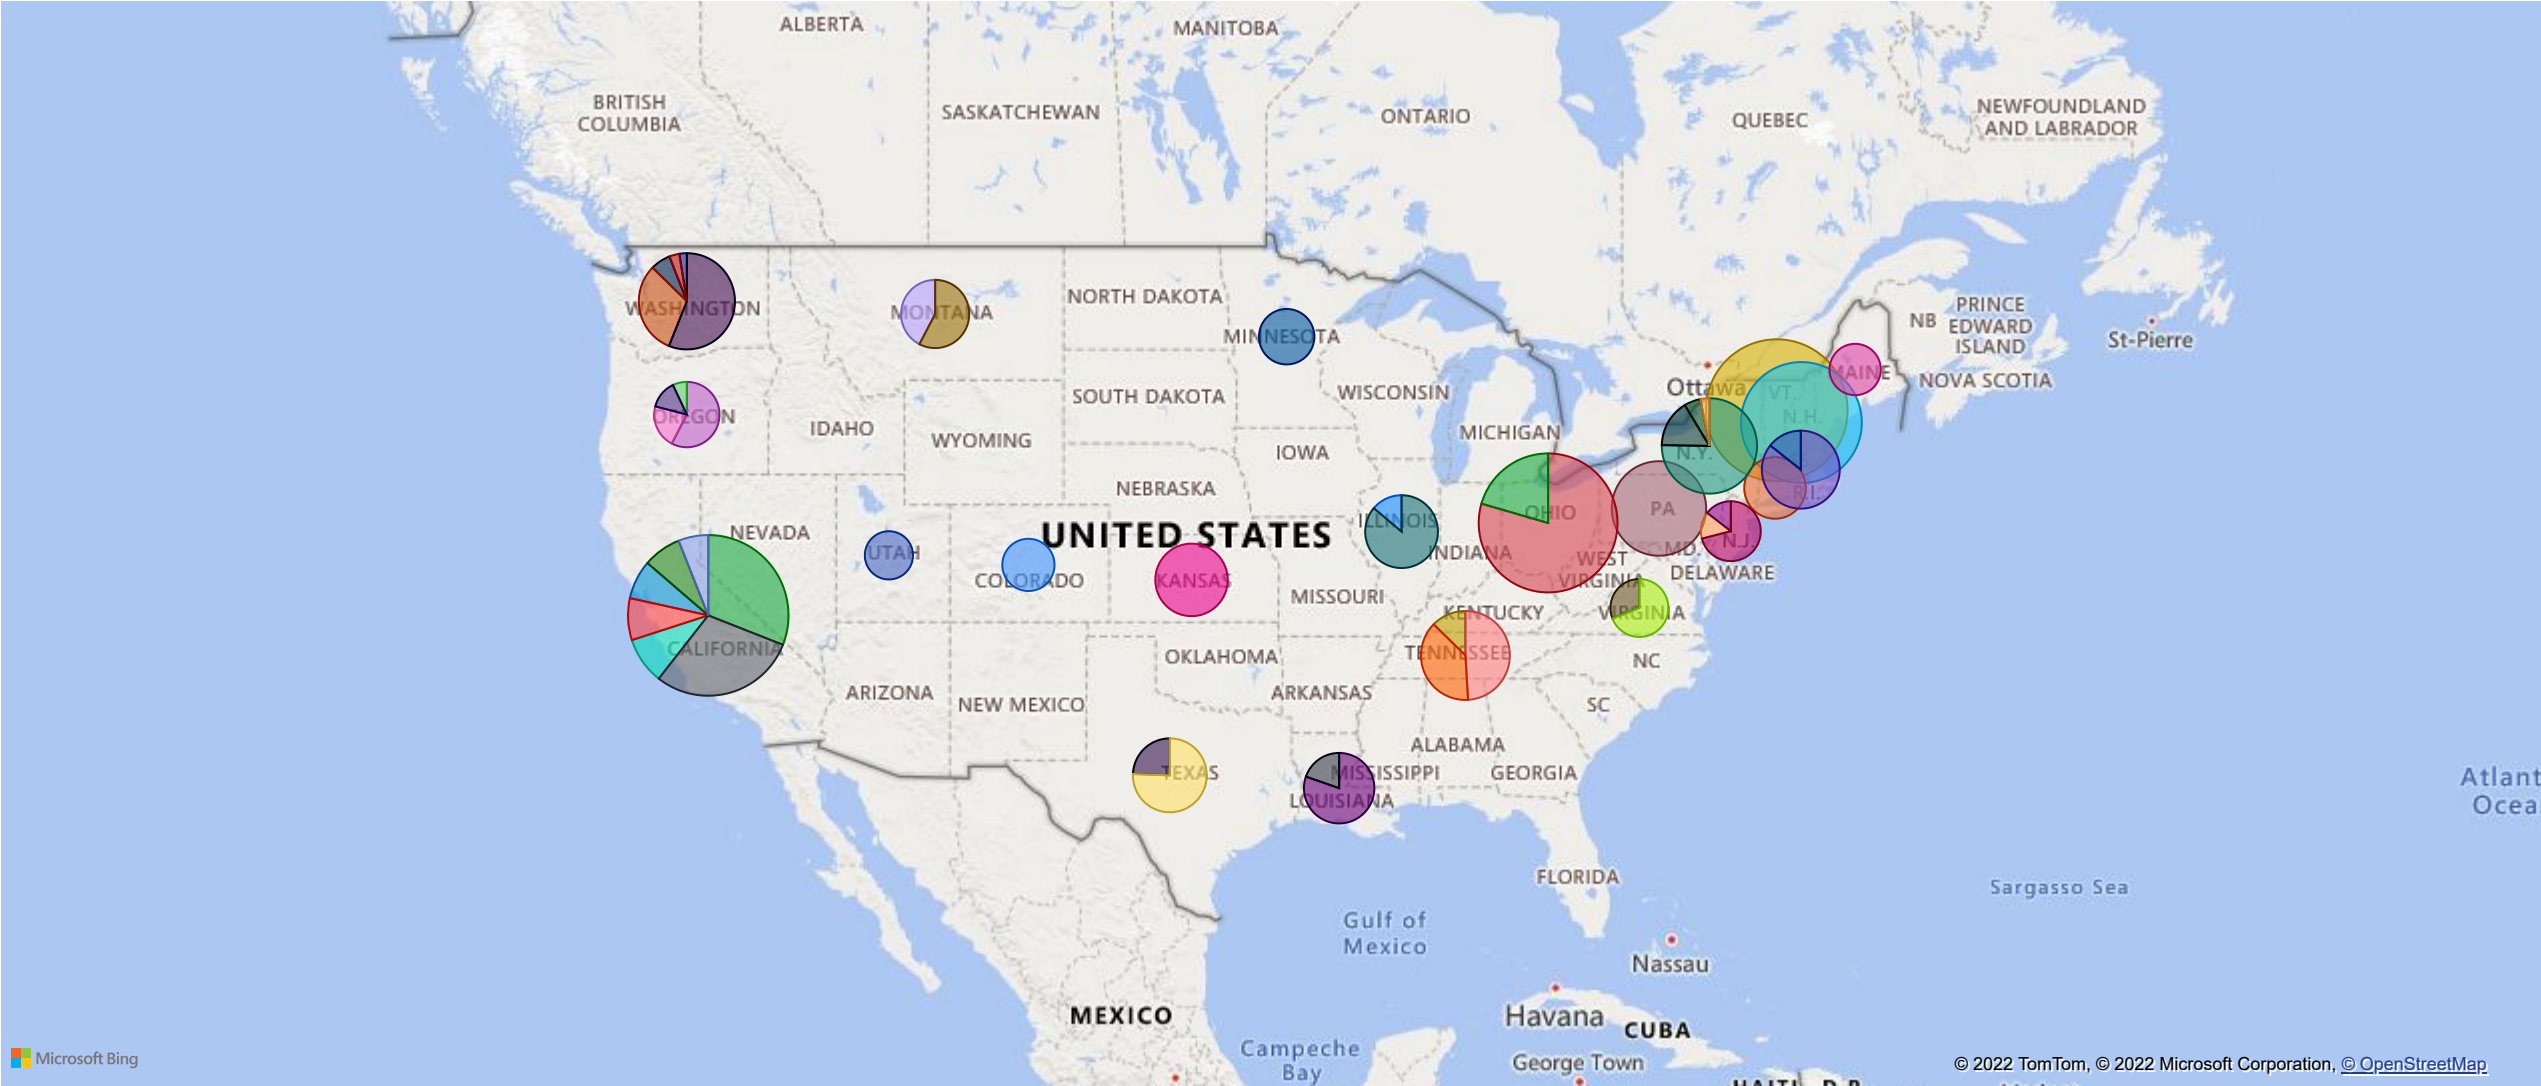 ALBERTA
MANITOBA
BRITISH
COLUMBIA
SASKATCHEWAN
ONTARIO
QUEBEC
NEWFOUNDLAND
AND LABRADOR
WASHINGTON
MONTANA
NORTH DAKOTA
MINNESOTA
NB
PRINCE
EDWARD
ISLAND
St-Pierre
OREGON
IDAHO
WYOMING
SOUTH DAKOTA
WISCONSIN
MICHIGAN
Ottawa
VT.
N.H.
MAINE
NOVA SCOTIA
IOWA
N.Y.
NEBRASKA
R.I.
NEVADA
UTAH
COLORADO
UNITED STATES
KANSAS
ILLINOIS
INDIANA
OHIO
PA
MD.
N.J.
DELAWARE
WEST
VIRGINIA
MISSOURI
KENTUCKY
VIRGINIA
CALIFORNIA
ARIZONA
NEW MEXICO
OKLAHOMA
ARKANSAS
TENNESSEE
NC
SC
TEXAS
LOUISIANA
MISSISSIPPI
ALABAMA
GEORGIA
Atlant
Ocea
FLORIDA
Gulf of
Mexico
Sargasso Sea
Nassau
MEXICO
Havana
CUBA
Campeche
Bay
George Town
Microsoft Bing
© 2022 TomTom, © 2022 Microsoft Corporation, © OpenStreetMap